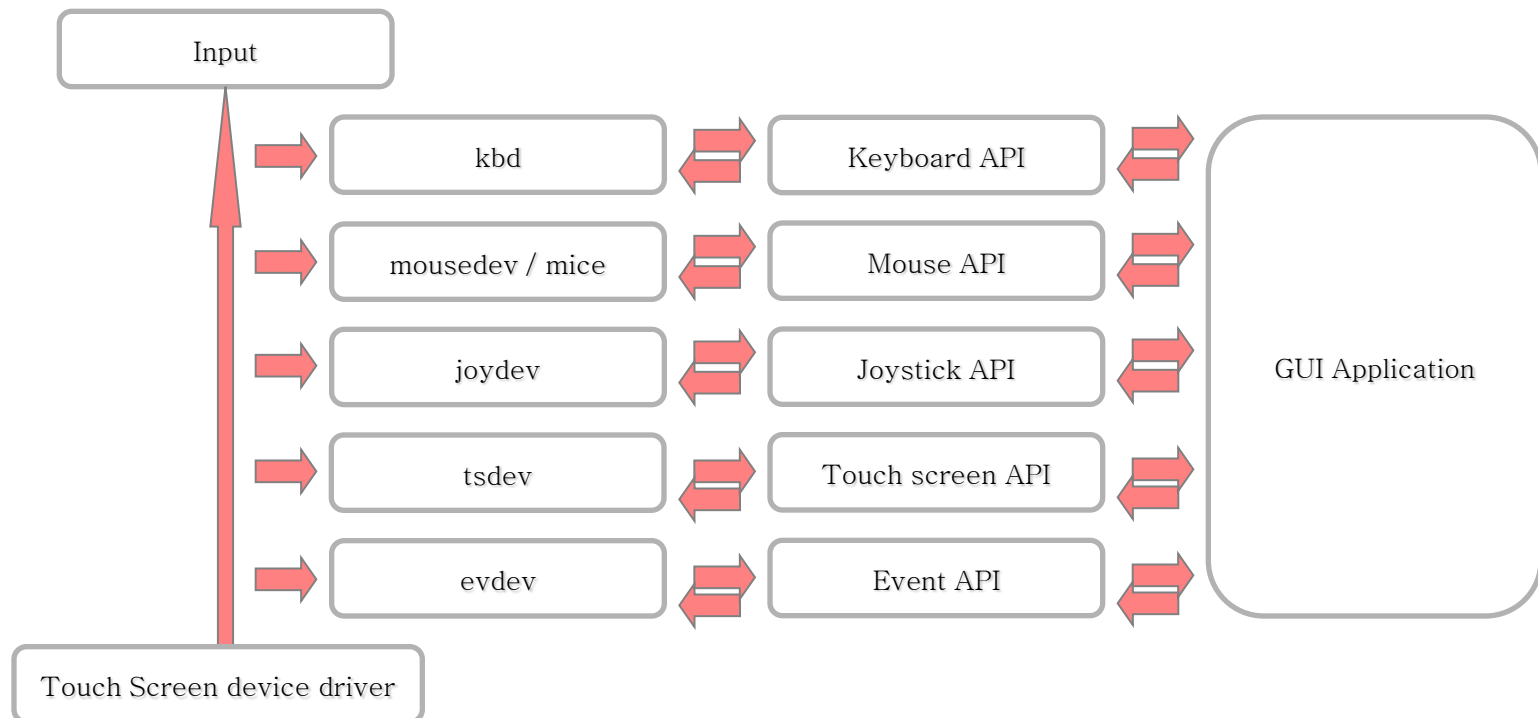 Input
kbd
Keyboard API
mousedev / mice
Mouse API
joydev
Joystick API
GUI Application
tsdev
Touch screen API
evdev
Event API
Touch Screen device driver